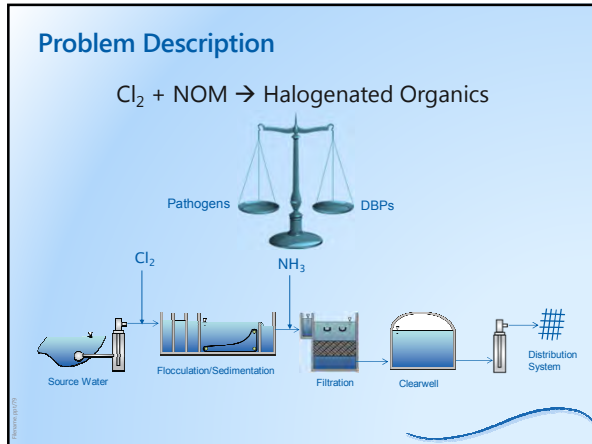 Problem Description
Cl₂ + NOM → Halogenated Organics
Pathogens
DBPs
Cl₂
NH₃
Source Water
Flocculation/Sedimentation
Filtration
Clearwell
Distribution
System